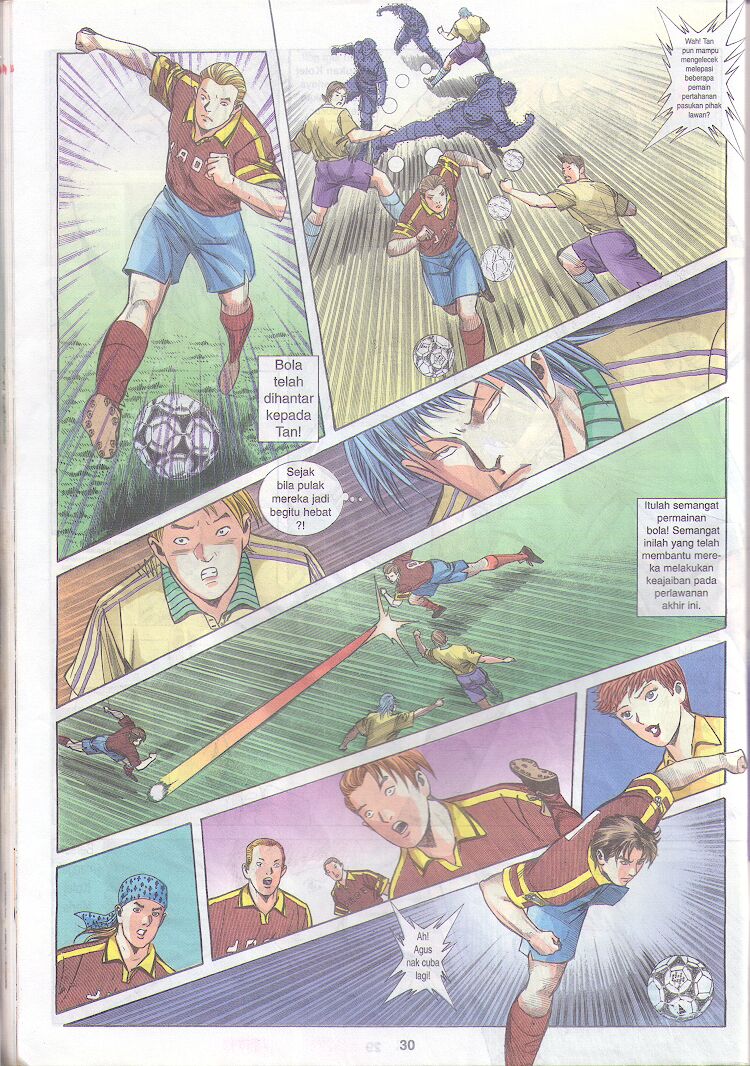 Bola
telah
dihantar
kepada
Tan!
Wah! Tan
pun mampu
mengelecek
melepasi
beberapa
pemain
pertahanan
pasukan pihak
lawan?
Sejak
bila pulak
mereka jadi
begitu hebat
?!
Itulah semangat
permainan
bola! Semangat
inilah yang telah
membantu mere-
ka melakukan
keajaiban pada
perlawanan
akhir ini.
Ah!
Agus
nak cuba
lagi!
30